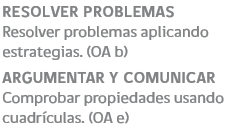 RESOLVER PROBLEMAS
Resolver problemas aplicando
estrategias. (OA b)
ARGUMENTAR Y COMUNICAR
Comprobar propiedades usando
cuadrículas. (OA e)